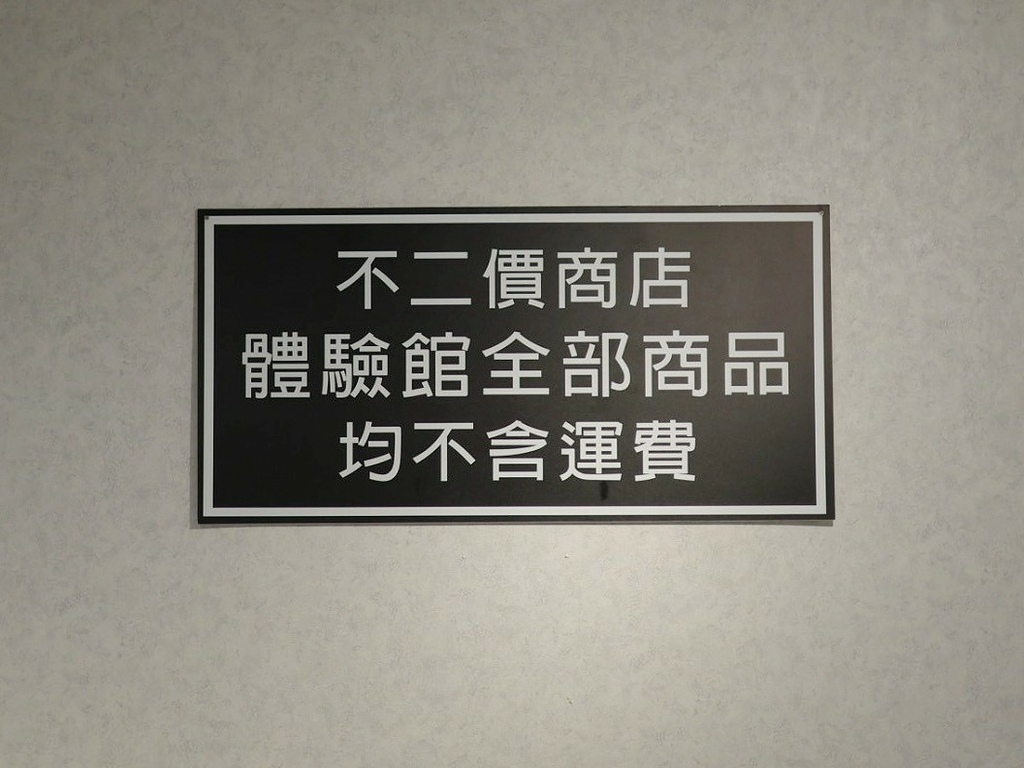 不二價商店
體驗館全部商品
均不含運費